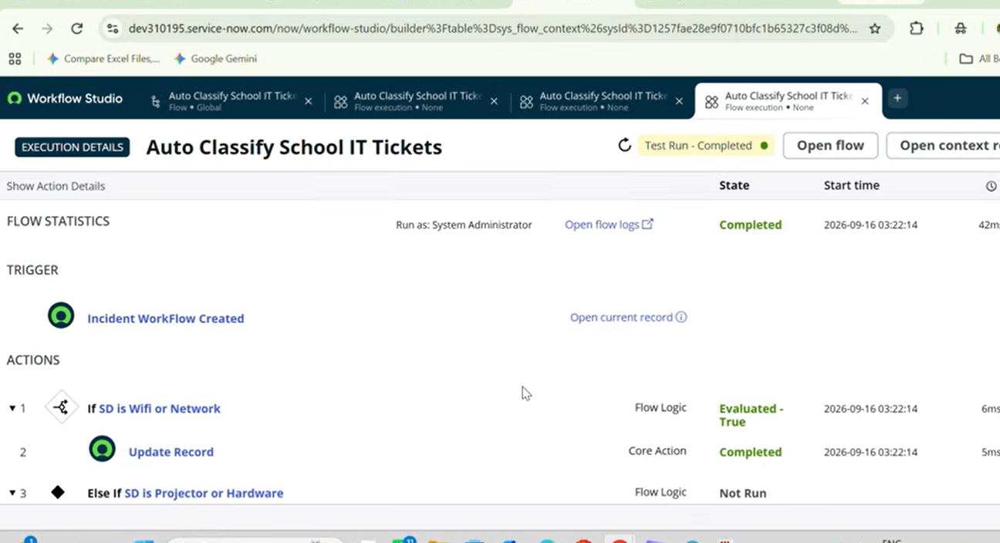 dev310195.service-now.com/now/workflow-studio/builder%3Ftable%3Dsys_flow_context%26sysId%3D1257fae28e9f0710bfc1b65327c3f08d%...
Compare Excel Files,... Google Gemini All B
Workflow Studio
Auto Classify School IT Ticke
Flow • Global
Auto Classify School IT Ticke
Flow execution • None
Auto Classify School IT Ticke
Flow execution • None
Auto Classify School IT Ticke
Flow execution • None
EXECUTION DETAILS Auto Classify School IT Tickets Test Run - Completed Open flow Open context re
Show Action Details State Start time
FLOW STATISTICS Run as: System Administrator Open flow logs Completed 2026-09-16 03:22:14 42ms
TRIGGER
Incident WorkFlow Created Open current record
ACTIONS
1 If SD is Wifi or Network Flow Logic Evaluated - True 2026-09-16 03:22:14 6ms
2 Update Record Core Action Completed 2026-09-16 03:22:14 5ms
3 Else If SD is Projector or Hardware Flow Logic Not Run
ENG